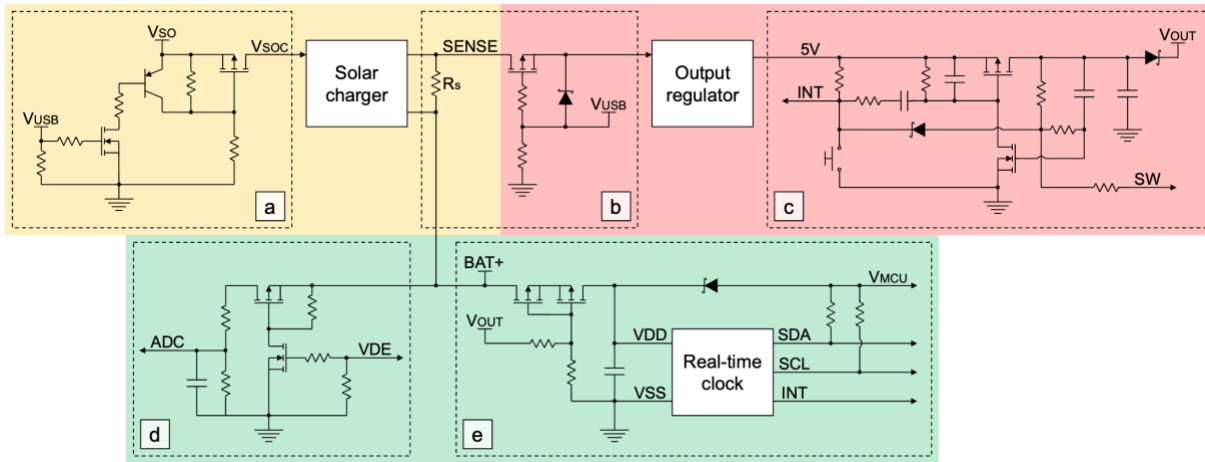 VSO
VSOC
Solar
charger
SENSE
RS
VUSB
Output
regulator
5V
VOUT
INT
VUSB
SW
a
b
c
BAT+
VMCU
VOUT
ADC
VDE
VDD
SDA
Real-time
clock
SCL
VSS
INT
d
e